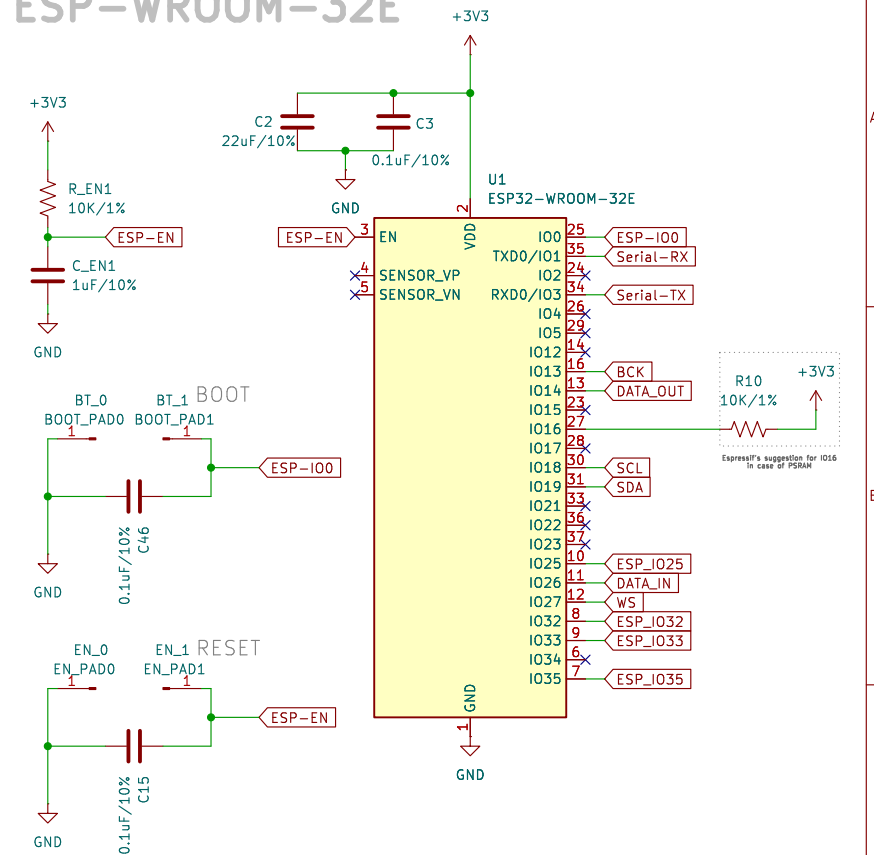 ESP-WROOM-32E
+3V3
+3V3
R_EN1
10K/1%
ESP-EN
C_EN1
1uF/10%
GND
C2
22uF/10%
C3
0.1uF/10%
GND
U1
ESP32-WROOM-32E
2
VDD
ESP-EN
3
EN
4
SENSOR_VP
5
SENSOR_VN
IO0
25
ESP-IO0
TXD0/IO1
35
Serial-RX
IO2
24
RXD0/IO3
34
Serial-TX
IO4
26
IO5
29
IO12
14
IO13
16
BCK
IO14
13
DATA_OUT
IO15
23
IO16
27
IO17
28
IO18
30
SCL
IO19
31
SDA
IO21
33
IO22
36
IO23
37
IO25
10
ESP_IO25
IO26
11
DATA_IN
IO27
12
WS
IO32
8
ESP_IO32
IO33
9
ESP_IO33
IO34
6
IO35
7
ESP_IO35
GND
1
GND
R10
10K/1%
+3V3
Espressif's suggestion for IO16
in case of PSRAM
BOOT
BT_0
BOOT_PAD0
1
BT_1
BOOT_PAD1
1
ESP-IO0
0.1uF/10%
C46
GND
RESET
EN_0
EN_PAD0
1
EN_1
EN_PAD1
1
ESP-EN
0.1uF/10%
C15
GND
A
B